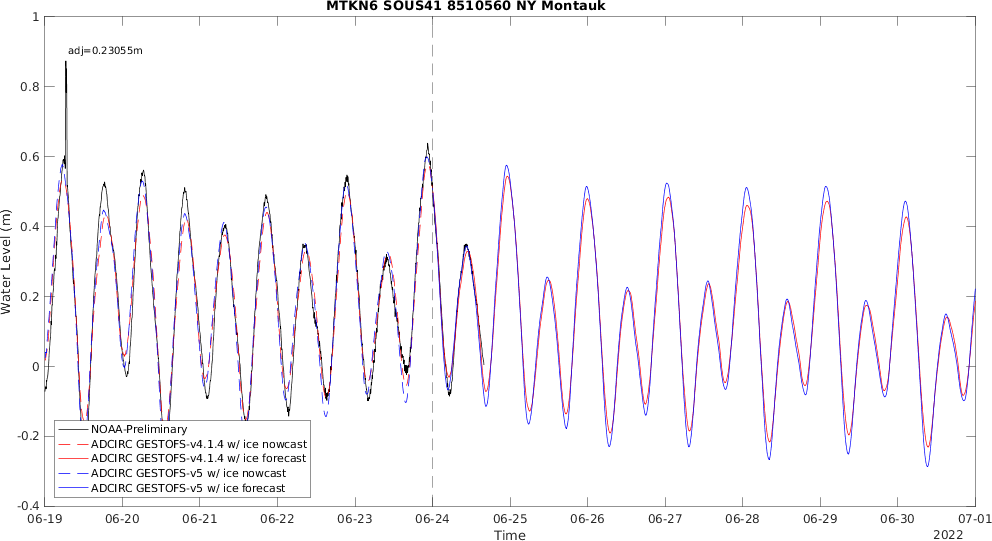 MTKN6 SOUS41 8510560 NY Montauk
adj=0.23055m
Water Level (m)
1
0.8
0.6
0.4
0.2
0
-0.2
-0.4
NOAA-Preliminary
ADCIRC GESTOFS-v4.1.4 w/ ice nowcast
ADCIRC GESTOFS-v4.1.4 w/ ice forecast
ADCIRC GESTOFS-v5 w/ ice nowcast
ADCIRC GESTOFS-v5 w/ ice forecast
06-19 06-20 06-21 06-22 06-23 06-24 06-25 06-26 06-27 06-28 06-29 06-30 07-01
Time
2022